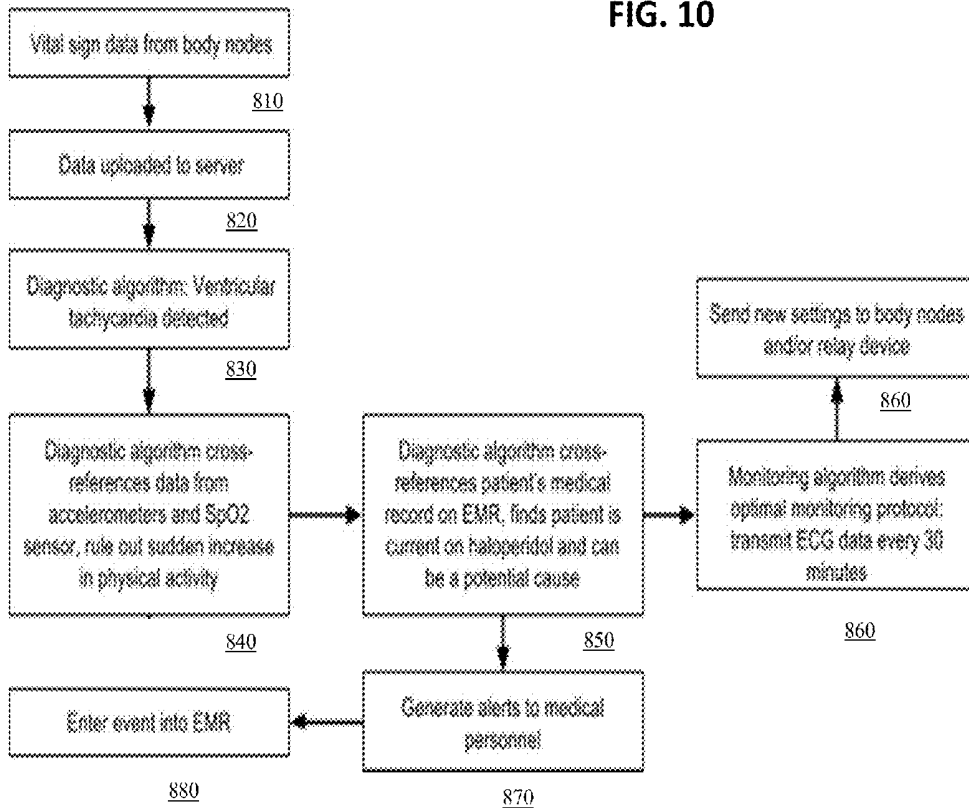 FIG. 10
Vital sign data from body nodes
810
Data uploaded to server
820
Diagnostic algorithm: Ventricular
tachycardia detected
830
Diagnostic algorithm cross-
references data from
accelerometers and SpO2
sensor, rule out sudden increase
in physical activity
840
Diagnostic algorithm cross-
references patient's medical
record on EMR, finds patient is
current on haloperidol and can
be a potential cause
850
Monitoring algorithm derives
optimal monitoring protocol:
transmit ECG data every 30
minutes
860
Send new settings to body nodes
and/or relay device
860
Generate alerts to medical
personnel
870
Enter event into EMR
880